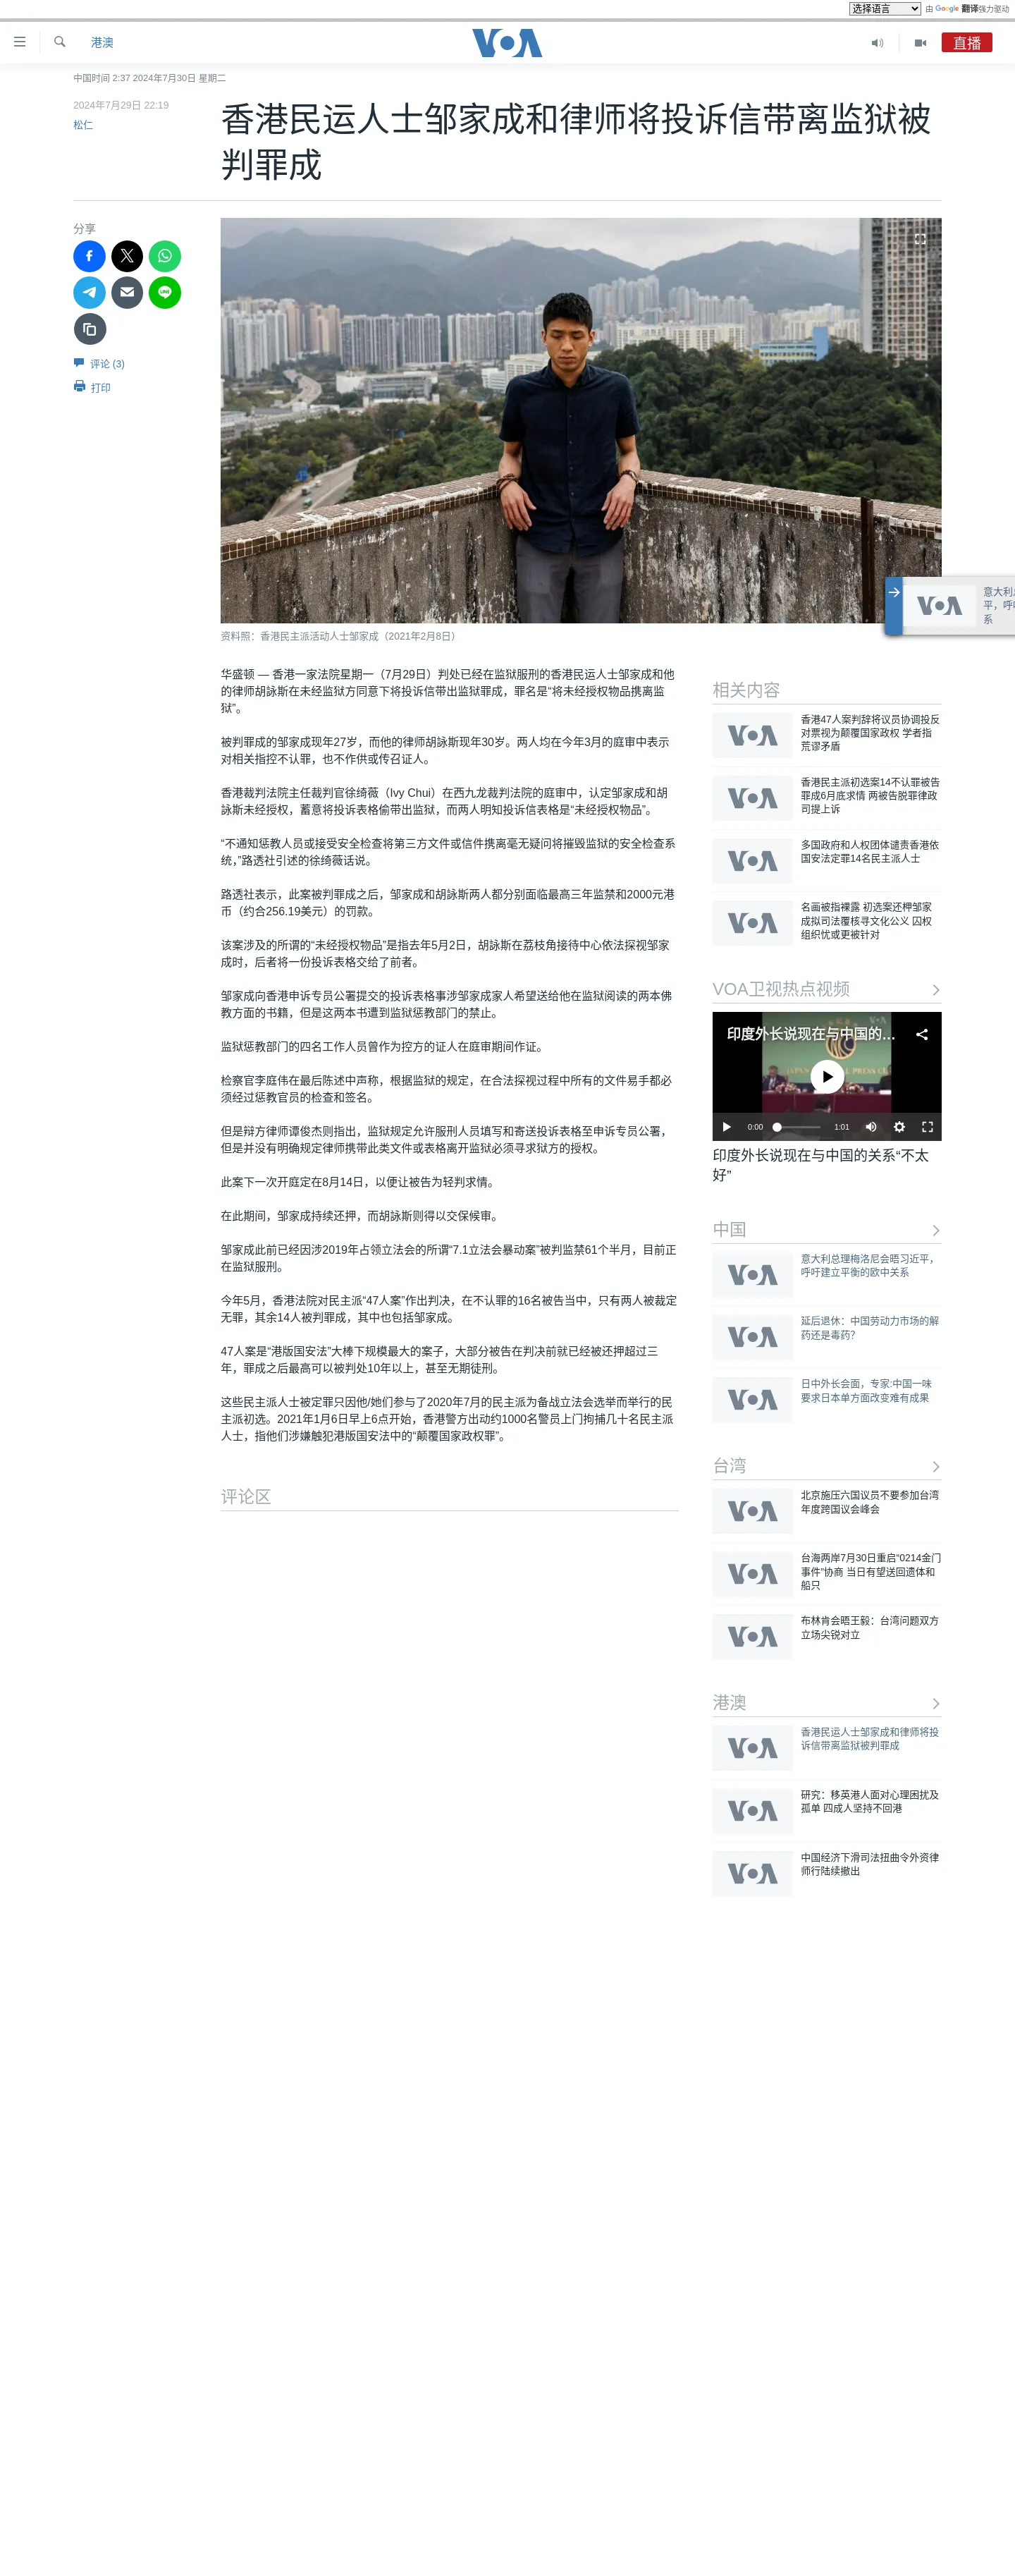 选择语言 由 Google 翻译强力驱动
港澳 VOA 直播
中国时间 2:37 2024年7月30日 星期二
2024年7月29日 22:19
松仁
香港民运人士邹家成和律师将投诉信带离监狱被
判罪成
分享
评论 (3)
打印
资料照：香港民主派活动人士邹家成（2021年2月8日）
华盛顿 — 香港一家法院星期一（7月29日）判处已经在监狱服刑的香港民运人士邹家成和他
的律师胡詠斯在未经监狱方同意下将投诉信带出监狱罪成，罪名是“将未经授权物品携离监
狱”。
被判罪成的邹家成现年27岁，而他的律师胡詠斯现年30岁。两人均在今年3月的庭审中表示
对相关指控不认罪，也不作供或传召证人。
香港裁判法院主任裁判官徐绮薇（Ivy Chui）在西九龙裁判法院的庭审中，认定邹家成和胡
詠斯未经授权，蓄意将投诉表格偷带出监狱，而两人明知投诉信表格是“未经授权物品”。
“不通知惩教人员或接受安全检查将第三方文件或信件携离毫无疑问将摧毁监狱的安全检查系
统，”路透社引述的徐绮薇话说。
路透社表示，此案被判罪成之后，邹家成和胡詠斯两人都分别面临最高三年监禁和2000元港
币（约合256.19美元）的罚款。
该案涉及的所谓的“未经授权物品”是指去年5月2日，胡詠斯在荔枝角接待中心依法探视邹家
成时，后者将一份投诉表格交给了前者。
邹家成向香港申诉专员公署提交的投诉表格事涉邹家成家人希望送给他在监狱阅读的两本佛
教方面的书籍，但是这两本书遭到监狱惩教部门的禁止。
监狱惩教部门的四名工作人员曾作为控方的证人在庭审期间作证。
检察官李庭伟在最后陈述中声称，根据监狱的规定，在合法探视过程中所有的文件易手都必
须经过惩教官员的检查和签名。
但是辩方律师谭俊杰则指出，监狱规定允许服刑人员填写和寄送投诉表格至申诉专员公署，
但是并没有明确规定律师携带此类文件或表格离开监狱必须寻求狱方的授权。
此案下一次开庭定在8月14日，以便让被告为轻判求情。
在此期间，邹家成持续还押，而胡詠斯则得以交保候审。
邹家成此前已经因涉2019年占领立法会的所谓“7.1立法会暴动案”被判监禁61个半月，目前正
在监狱服刑。
今年5月，香港法院对民主派“47人案”作出判决，在不认罪的16名被告当中，只有两人被裁定
无罪，其余14人被判罪成，其中也包括邹家成。
47人案是“港版国安法”大棒下规模最大的案子，大部分被告在判决前就已经被还押超过三
年，罪成之后最高可以被判处10年以上，甚至无期徒刑。
这些民主派人士被定罪只因他/她们参与了2020年7月的民主派为备战立法会选举而举行的民
主派初选。2021年1月6日早上6点开始，香港警方出动约1000名警员上门拘捕几十名民主派
人士，指他们涉嫌触犯港版国安法中的“颠覆国家政权罪”。
评论区
VOA
相关内容
VOA
香港47人案判辞将议员协调投反
对票视为颠覆国家政权 学者指
荒谬矛盾
VOA
香港民主派初选案14不认罪被告
罪成6月底求情 两被告脱罪律政
司提上诉
VOA
多国政府和人权团体谴责香港依
国安法定罪14名民主派人士
VOA
名画被指裸露 初选案还柙邹家
成拟司法覆核寻文化公义 囚权
组织忧或更被针对
VOA卫视热点视频
印度外长说现在与中国的...
0:00 1:01
印度外长说现在与中国的关系“不太
好”
中国
VOA
意大利总理梅洛尼会晤习近平，
呼吁建立平衡的欧中关系
VOA
延后退休：中国劳动力市场的解
药还是毒药?
VOA
日中外长会面，专家:中国一味
要求日本单方面改变难有成果
台湾
VOA
北京施压六国议员不要参加台湾
年度跨国议会峰会
VOA
台海两岸7月30日重启“0214金门
事件”协商 当日有望送回遗体和
船只
VOA
布林肯会晤王毅：台湾问题双方
立场尖锐对立
港澳
VOA
香港民运人士邹家成和律师将投
诉信带离监狱被判罪成
VOA
研究：移英港人面对心理困扰及
孤单 四成人坚持不回港
VOA
中国经济下滑司法扭曲令外资律
师行陆续撤出